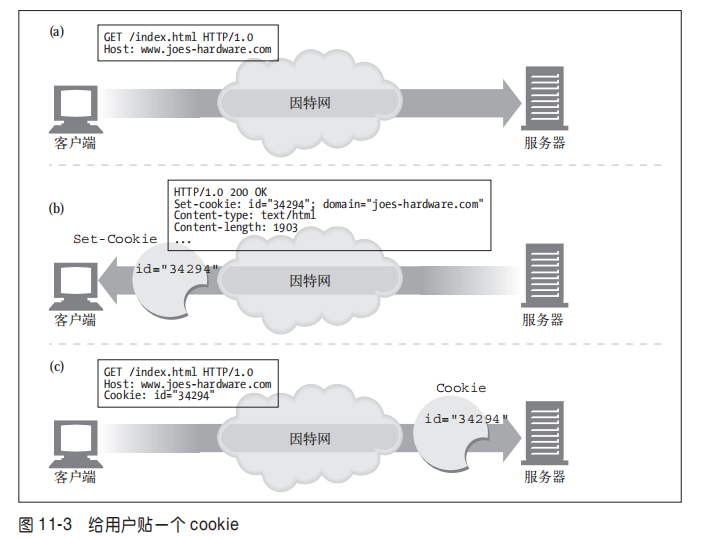 (a)
GET /index.html HTTP/1.0
Host: www.joes-hardware.com
因特网
客户端
服务器
(b)
HTTP/1.0 200 OK
Set-cookie: id="34294"; domain="joes-hardware.com"
Content-type: text/html
Content-length: 1903
...
Set-Cookie
id="34294"
因特网
客户端
服务器
(c)
GET /index.html HTTP/1.0
Host: www.joes-hardware.com
Cookie: id="34294"
Cookie
id="34294"
因特网
客户端
服务器
图 11-3 给用户贴一个 cookie